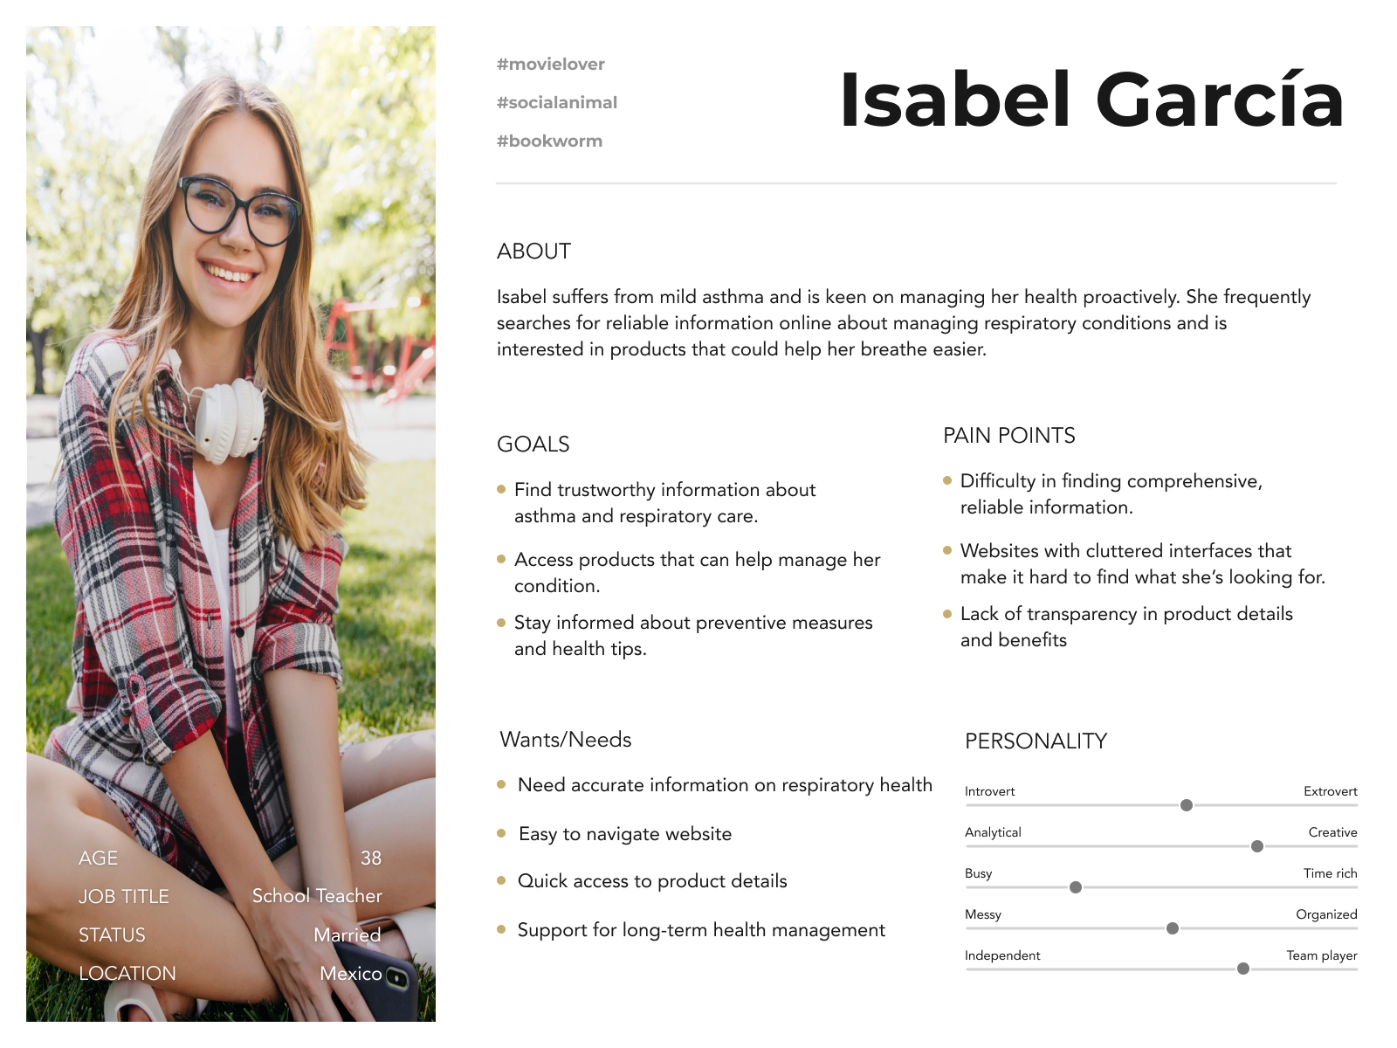 #movielover
#socialanimal
#bookworm
Isabel García
ABOUT
Isabel suffers from mild asthma and is keen on managing her health proactively. She frequently
searches for reliable information online about managing respiratory conditions and is
interested in products that could help her breathe easier.
GOALS
Find trustworthy information about
asthma and respiratory care.
Access products that can help manage her
condition.
Stay informed about preventive measures
and health tips.
PAIN POINTS
Difficulty in finding comprehensive,
reliable information.
Websites with cluttered interfaces that
make it hard to find what she’s looking for.
Lack of transparency in product details
and benefits
Wants/Needs
Need accurate information on respiratory health
Easy to navigate website
Quick access to product details
Support for long-term health management
PERSONALITY
Introvert Extrovert
Analytical Creative
Busy Time rich
Messy Organized
Independent Team player
AGE 38
JOB TITLE School Teacher
STATUS Married
LOCATION Mexico